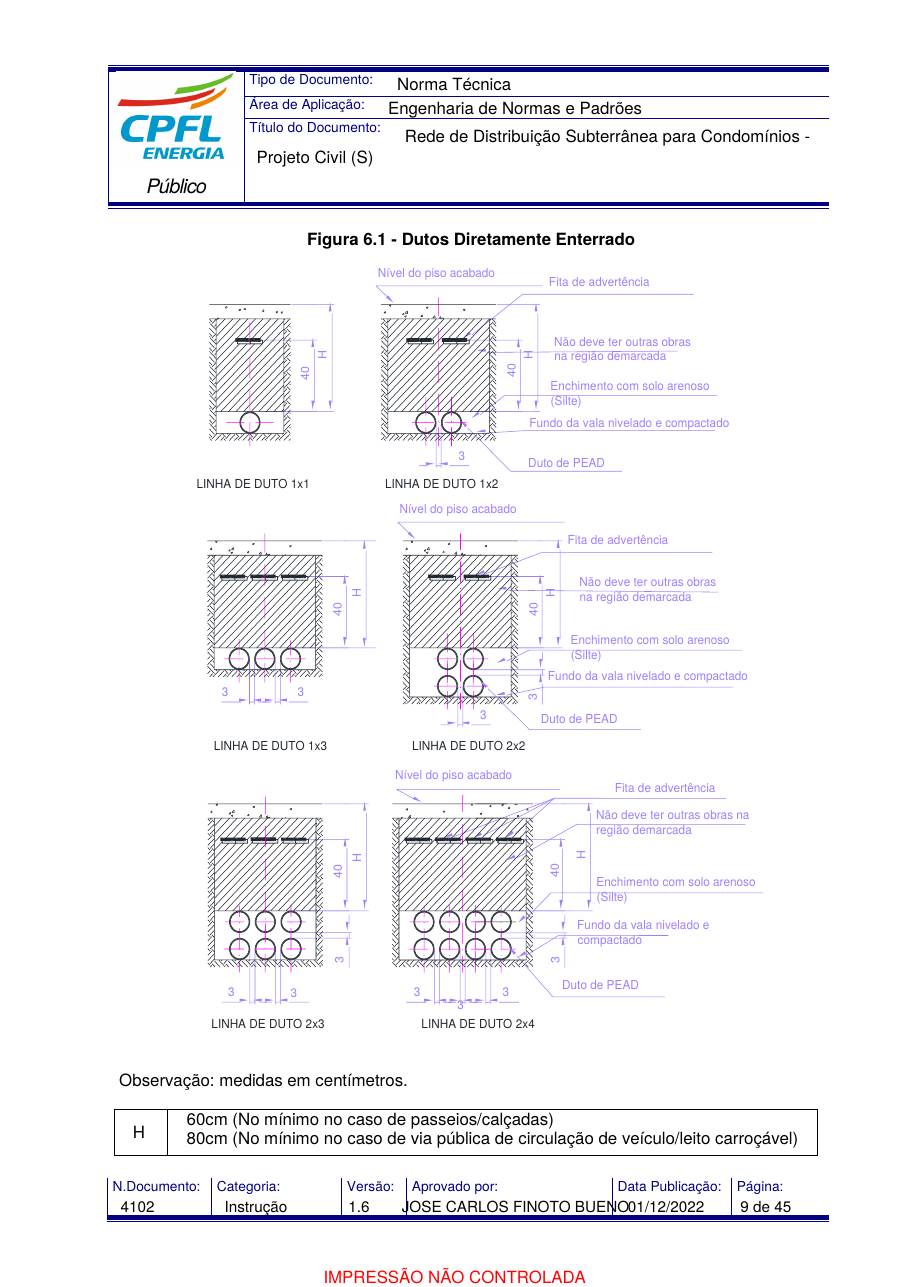 Tipo de Documento: Norma Técnica
Área de Aplicação: Engenharia de Normas e Padrões
Título do Documento: Rede de Distribuição Subterrânea para Condomínios -
Projeto Civil (S)
CPFL
ENERGIA
Público
Figura 6.1 - Dutos Diretamente Enterrado
Nível do piso acabado
Fita de advertência
Não deve ter outras obras
na região demarcada
H
40
H
40
Enchimento com solo arenoso
(Silte)
Fundo da vala nivelado e compactado
3
Duto de PEAD
LINHA DE DUTO 1x1
LINHA DE DUTO 1x2
Nível do piso acabado
Fita de advertência
Não deve ter outras obras
na região demarcada
H
40
H
40
Enchimento com solo arenoso
(Silte)
Fundo da vala nivelado e compactado
3
3
3
3
Duto de PEAD
LINHA DE DUTO 1x3
LINHA DE DUTO 2x2
Nível do piso acabado
Fita de advertência
Não deve ter outras obras na
região demarcada
H
40
H
40
Enchimento com solo arenoso
(Silte)
Fundo da vala nivelado e
compactado
3
3
Duto de PEAD
3
3
3
3
3
LINHA DE DUTO 2x3
LINHA DE DUTO 2x4
Observação: medidas em centímetros.
H
60cm (No mínimo no caso de passeios/calçadas)
80cm (No mínimo no caso de via pública de circulação de veículo/leito carroçável)
N.Documento: Categoria: Versão: Aprovado por: Data Publicação: Página:
4102 Instrução 1.6 JOSE CARLOS FINOTO BUENO 01/12/2022 9 de 45
IMPRESSÃO NÃO CONTROLADA